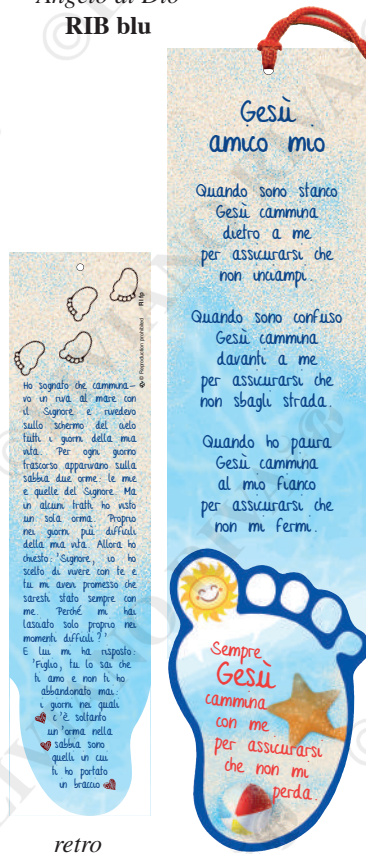 Angelo di Dio
RIB blu
Gesù
amico mio
Quando sono stanco
Gesù cammina
dietro a me
per assicurarsi che
non inciampi.
Quando sono confuso
Gesù cammina
davanti a me
per assicurarsi che
non sbagli strada.
Quando ho paura
Gesù cammina
al mio fianco
per assicurarsi che
non mi fermi.
Sempre
Gesù
cammina
con me
per assicurarsi
che non mi
perda.
© Reproduction prohibited
Ho sognato che cammina–
vo in riva al mare con
il Signore e rivedevo
sullo schermo del cielo
tutti i giorni della mia
vita. Per ogni giorno
trascorso apparivano sulla
sabbia due orme: le mie
e quelle del Signore. Ma
in alcuni tratti ho visto
un sola orma. Proprio
nei giorni più difficili
della mia vita. Allora ho
chiesto: 'Signore, io ho
scelto di vivere con te e
tu mi avevi promesso che
saresti stato sempre con
me. Perché mi hai
lasciato solo proprio nei
momenti difficili?'
E lui mi ha risposto:
'Figlio, tu lo sai che
ti amo e non ti ho
abbandonato mai:
i giorni nei quali
c'è soltanto
un'orma nella
sabbia sono
quelli in cui
ti ho portato
in braccio
retro